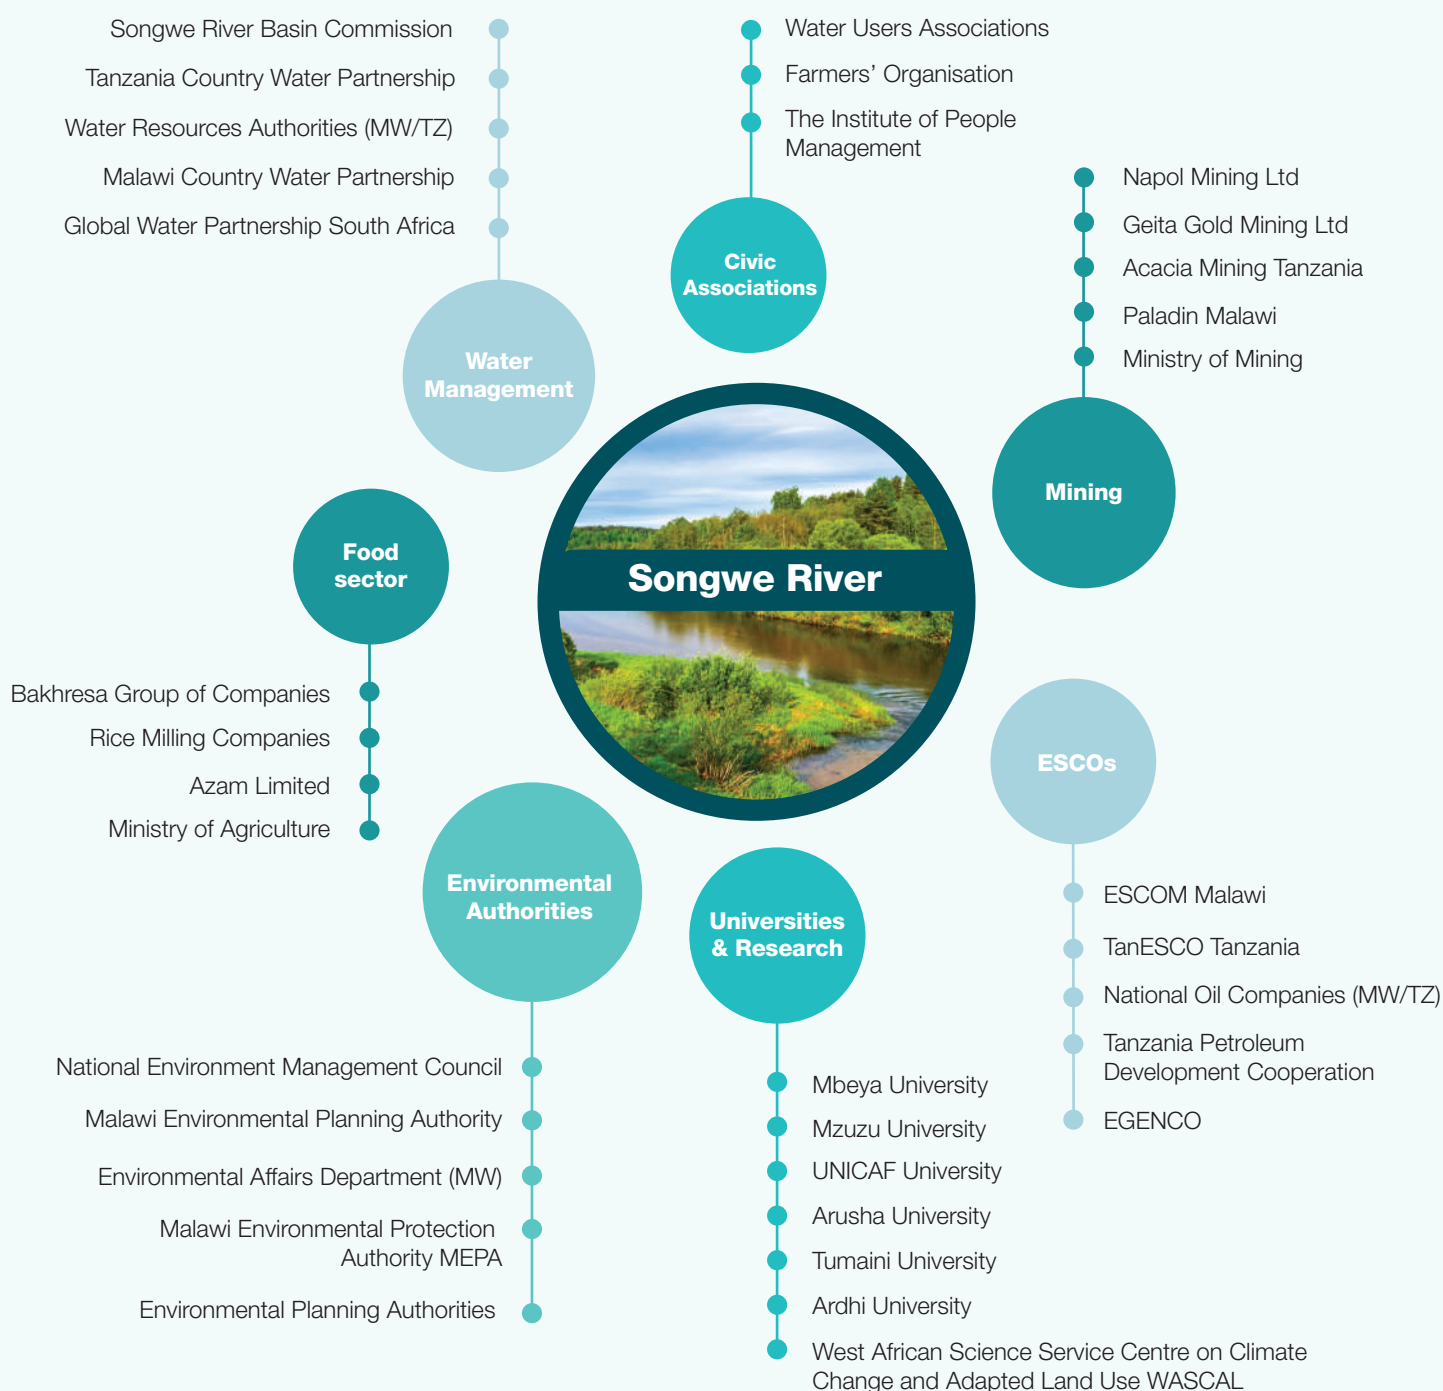 Songwe River Basin Commission
Tanzania Country Water Partnership
Water Resources Authorities (MW/TZ)
Malawi Country Water Partnership
Global Water Partnership South Africa
Water
Management
Water Users Associations
Farmers’ Organisation
The Institute of People
Management
Civic
Associations
Napol Mining Ltd
Geita Gold Mining Ltd
Acacia Mining Tanzania
Paladin Malawi
Ministry of Mining
Mining
Songwe River
Food
sector
Bakhresa Group of Companies
Rice Milling Companies
Azam Limited
Ministry of Agriculture
ESCOs
ESCOM Malawi
TanESCO Tanzania
National Oil Companies (MW/TZ)
Tanzania Petroleum
Development Cooperation
EGENCO
Environmental
Authorities
National Environment Management Council
Malawi Environmental Planning Authority
Environmental Affairs Department (MW)
Malawi Environmental Protection
Authority MEPA
Environmental Planning Authorities
Universities
& Research
Mbeya University
Mzuzu University
UNICAF University
Arusha University
Tumaini University
Ardhi University
West African Science Service Centre on Climate
Change and Adapted Land Use WASCAL